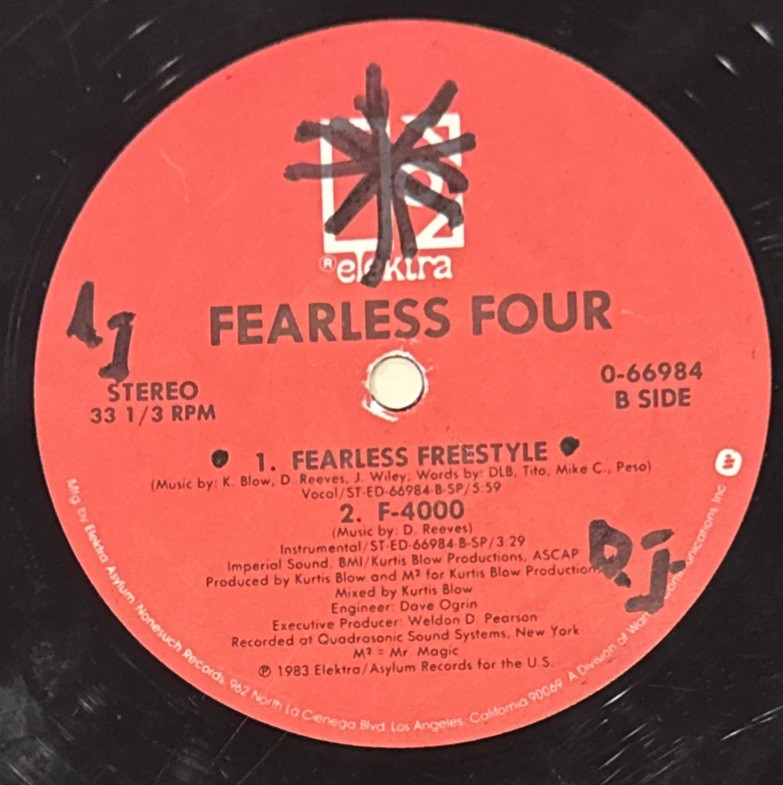 ® elektra
FEARLESS FOUR
AJ
STEREO
33 1/3 RPM
0-66984
B SIDE
1. FEARLESS FREESTYLE
(Music by: K. Blow, D. Reeves, J. Wiley; Words by: DLB, Tito, Mike C., Peso)
Vocal/ST-ED-66984-B-SP/5:59
2. F-4000
(Music by: D. Reeves)
Instrumental/ST-ED-66984-B-SP/3:29
Imperial Sound, BMI/Kurtis Blow Productions, ASCAP
Produced by Kurtis Blow and M² for Kurtis Blow Production
Mixed by Kurtis Blow
Engineer: Dave Ogrin
Executive Producer: Weldon D. Pearson
Recorded at Quadrasonic Sound Systems, New York
M² = Mr. Magic
℗ 1983 Elektra/Asylum Records for the U.S.
D.J.
Mfg. by Elektra Asylum Nonesuch Records, 962 North La Cienega Blvd. Los Angeles, California 90069. A Division of Communications Inc.